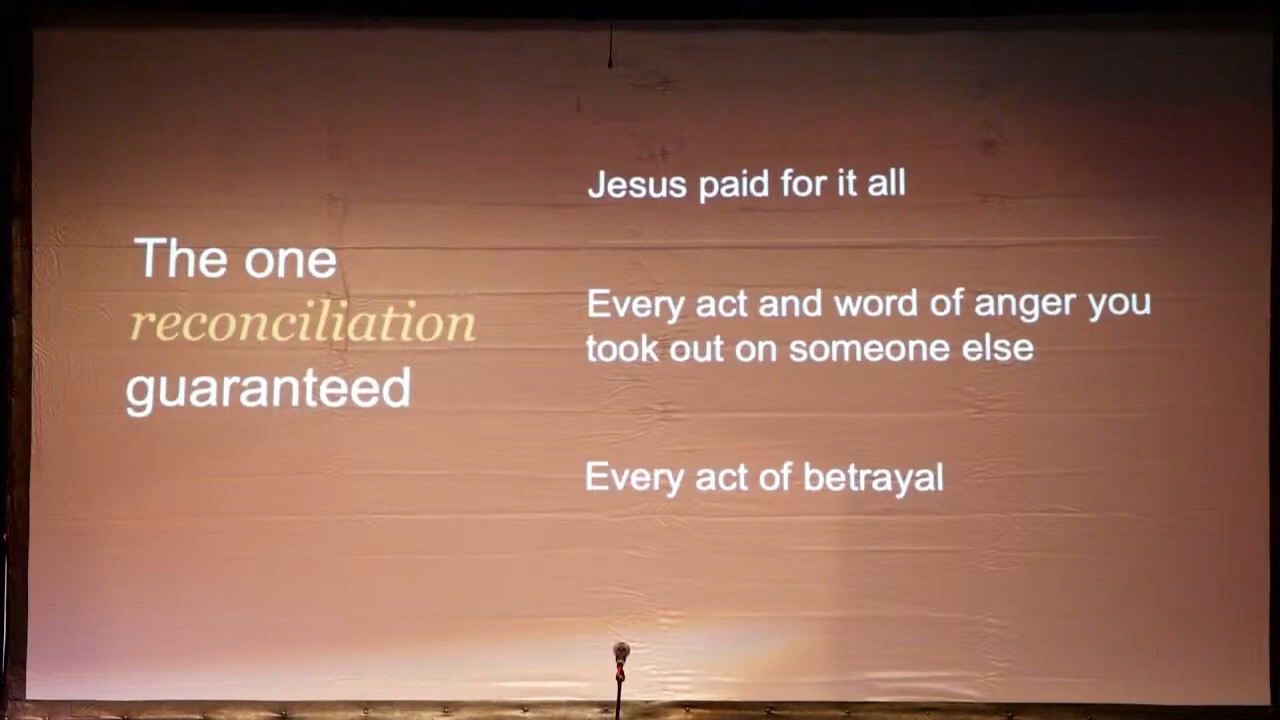 The one
reconciliation
guaranteed
Jesus paid for it all
Every act and word of anger you
took out on someone else
Every act of betrayal